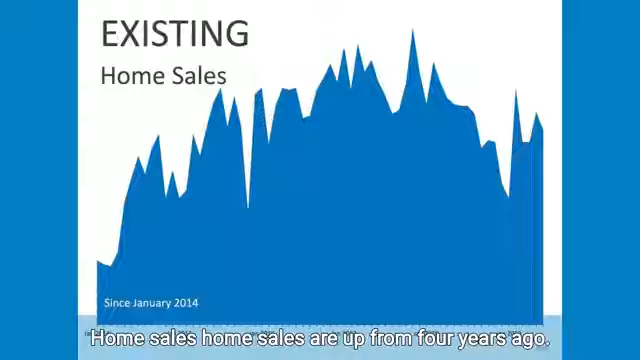 EXISTING
Home Sales
Since January 2014
Home sales home sales are up from four years ago.